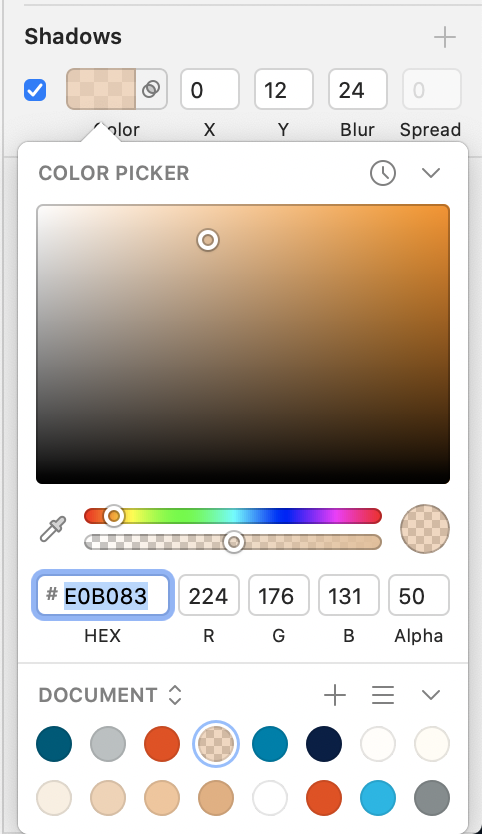 Shadows
0 12 24 0
Color X Y Blur Spread
COLOR PICKER
# E0B083 224 176 131 50
HEX R G B Alpha
DOCUMENT